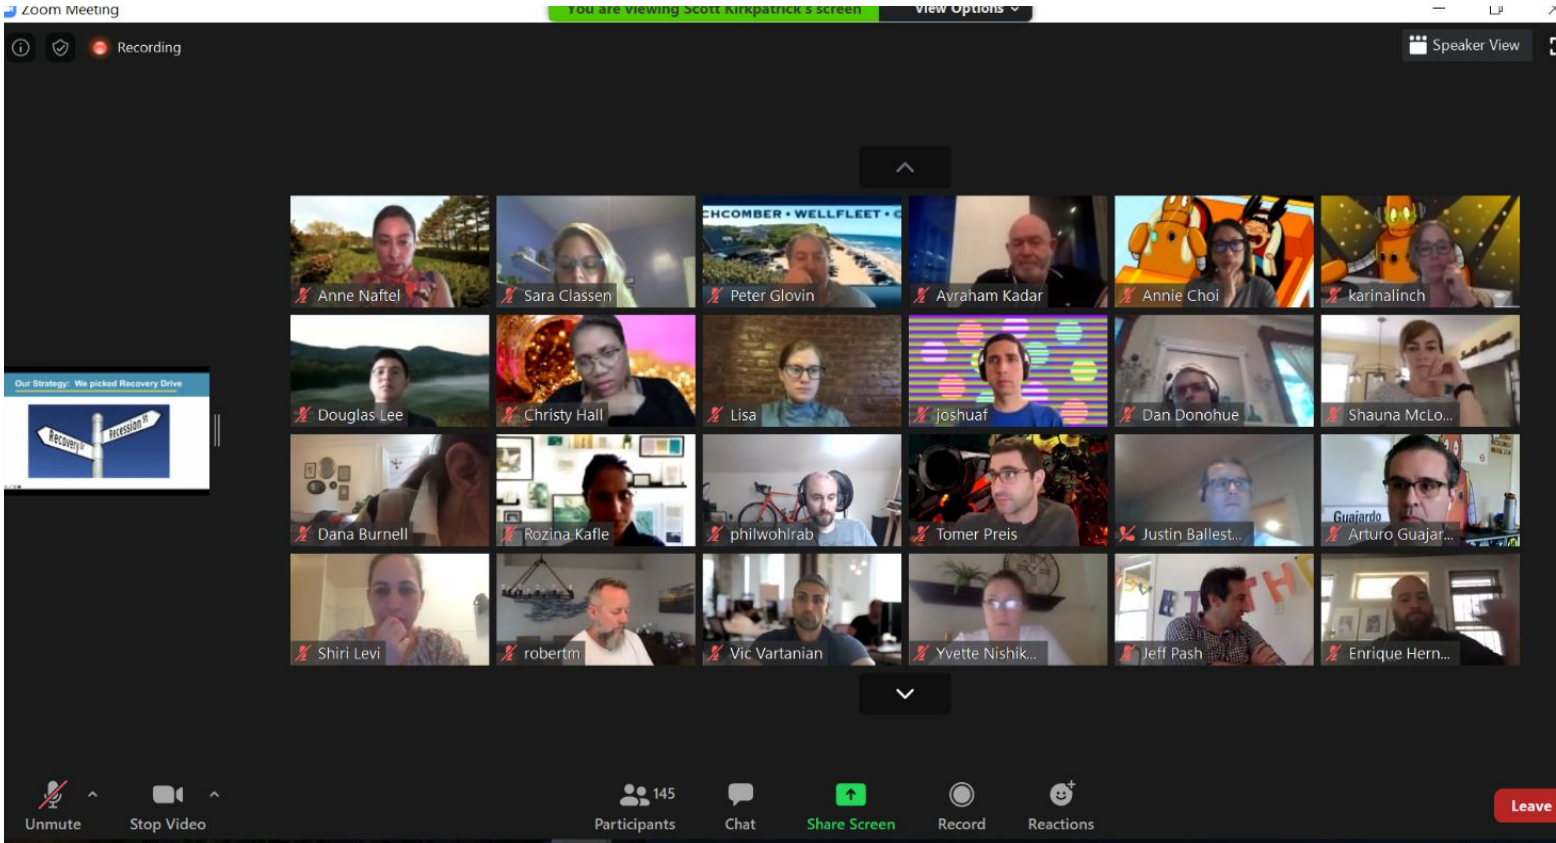 Zoom Meeting
You are viewing Scott Kirkpatrick's screen
View Options
Recording
Speaker View
CHCOMBER • WELLFLEET • C
Anne Naftel
Sara Classen
Peter Glovin
Avraham Kadar
Annie Choi
karinalinch
Our Strategy: We picked Recovery Drive
Recovery Dr
Recession St
Douglas Lee
Christy Hall
Lisa
joshuaf
Dan Donohue
Shauna McLo...
Guajardo
Dana Burnell
Rozina Kafle
philwohlrab
Tomer Preis
Justin Ballest...
Arturo Guajar...
BI THE
Shiri Levi
robertm
Vic Vartanian
Yvette Nishik...
Jeff Pash
Enrique Hern...
Unmute
Stop Video
145
Participants
Chat
Share Screen
Record
Reactions
Leave